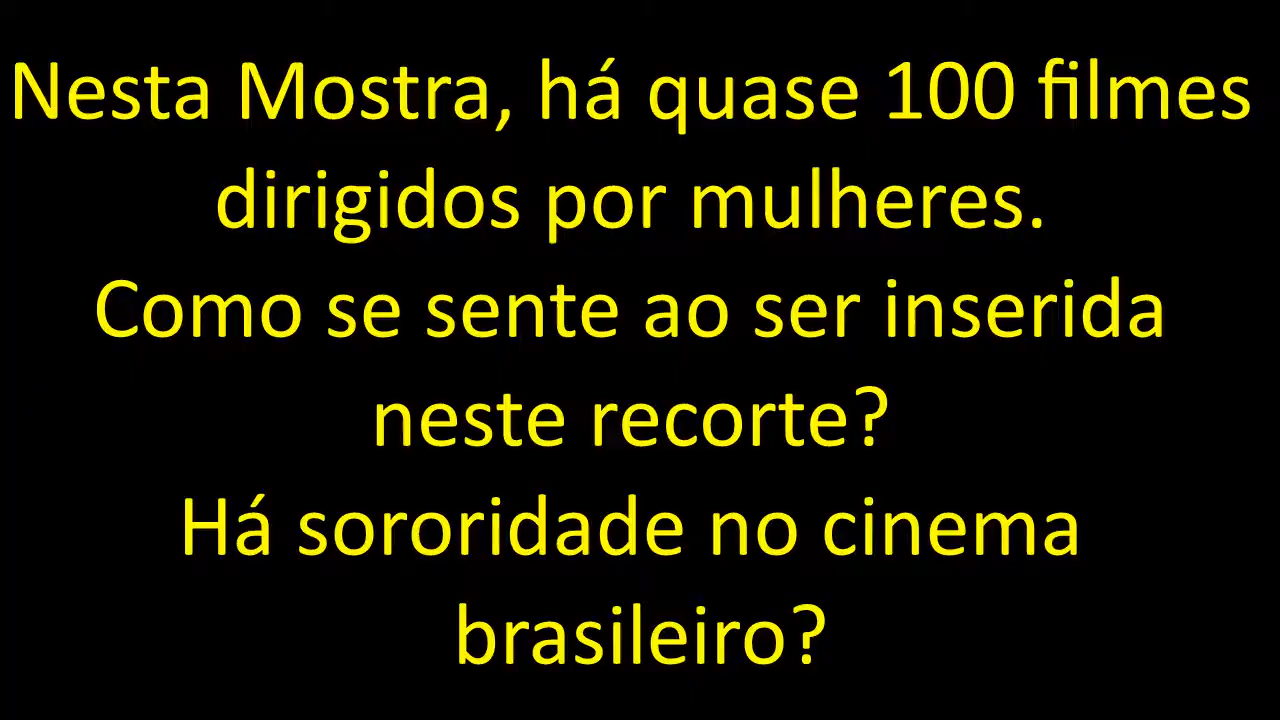 Nesta Mostra, há quase 100 filmes
dirigidos por mulheres.
Como se sente ao ser inserida
neste recorte?
Há sororidade no cinema
brasileiro?